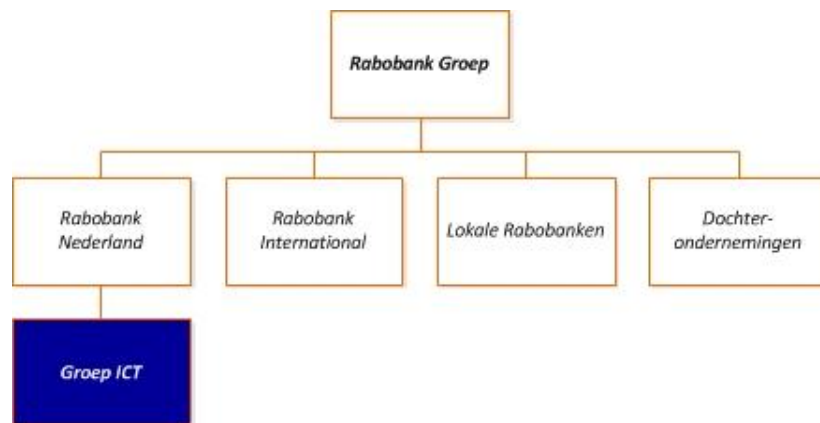 Rabobank Groep
Rabobank
Nederland
Rabobank
International
Lokale Rabobanken
Dochter-
ondernemingen
Groep ICT